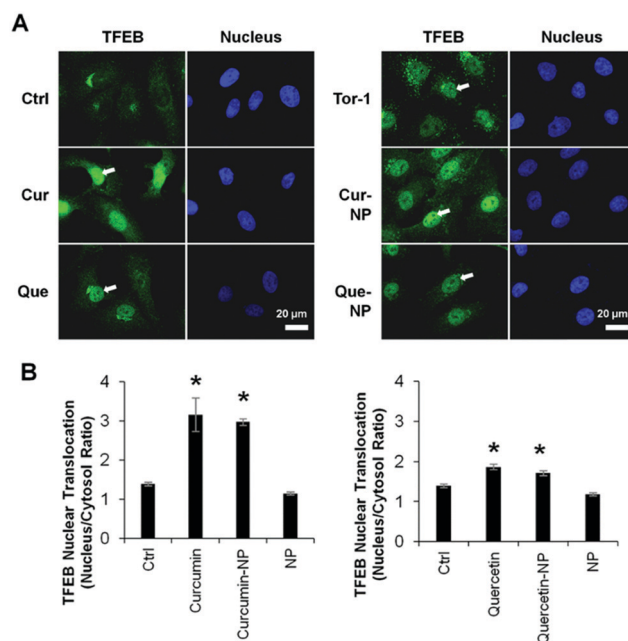 A
TFEB Nucleus
Ctrl
Cur
Que
20 µm
TFEB Nucleus
Tor-1
Cur-
NP
Que-
NP
20 µm
B
TFEB Nuclear Translocation
(Nucleus/Cytosol Ratio)
4
3
2
1
0
*
*
Ctrl
Curcumin
Curcumin-NP
NP
TFEB Nuclear Translocation
(Nucleus/Cytosol Ratio)
4
3
2
1
0
*
*
Ctrl
Quercetin
Quercetin-NP
NP